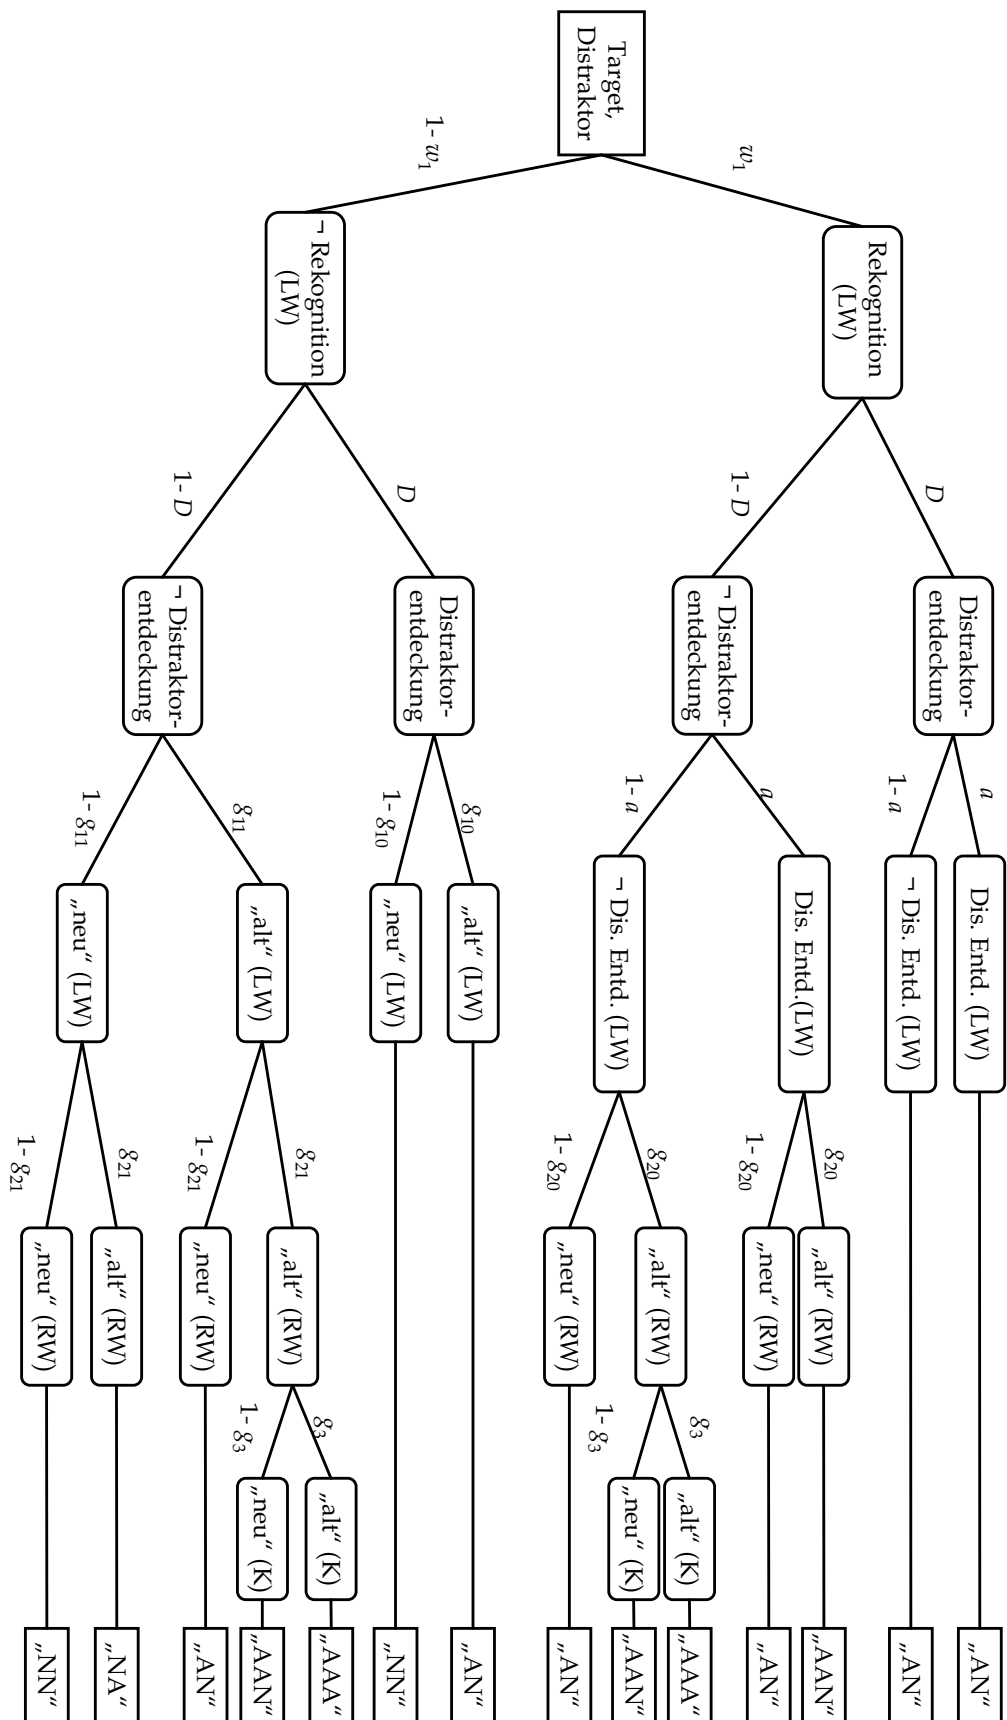 Target,
Distraktor
w1
1- w1
Rekognition
(LW)
¬ Rekognition
(LW)
D
1- D
D
1- D
Distraktor-
entdeckung
¬ Distraktor-
entdeckung
Distraktor-
entdeckung
¬ Distraktor-
entdeckung
a
1- a
a
1- a
g10
1- g10
g11
1- g11
Dis. Entd. (LW)
¬ Dis. Entd. (LW)
Dis. Entd.(LW)
¬ Dis. Entd. (LW)
„alt“ (LW)
„neu“ (LW)
„alt“ (LW)
„neu“ (LW)
g20
1- g20
g20
1- g20
g21
1- g21
g21
1- g21
„alt“ (RW)
„neu“ (RW)
„alt“ (RW)
„neu“ (RW)
„alt“ (RW)
„neu“ (RW)
„alt“ (RW)
„neu“ (RW)
g3
1- g3
g3
1- g3
„alt“ (K)
„neu“ (K)
„alt“ (K)
„neu“ (K)
„AN“
„AN“
„AAN“
„AN“
„AAA“
„AAN“
„AN“
„AN“
„NN“
„AAA“
„AAN“
„AN“
„NA“
„NN“